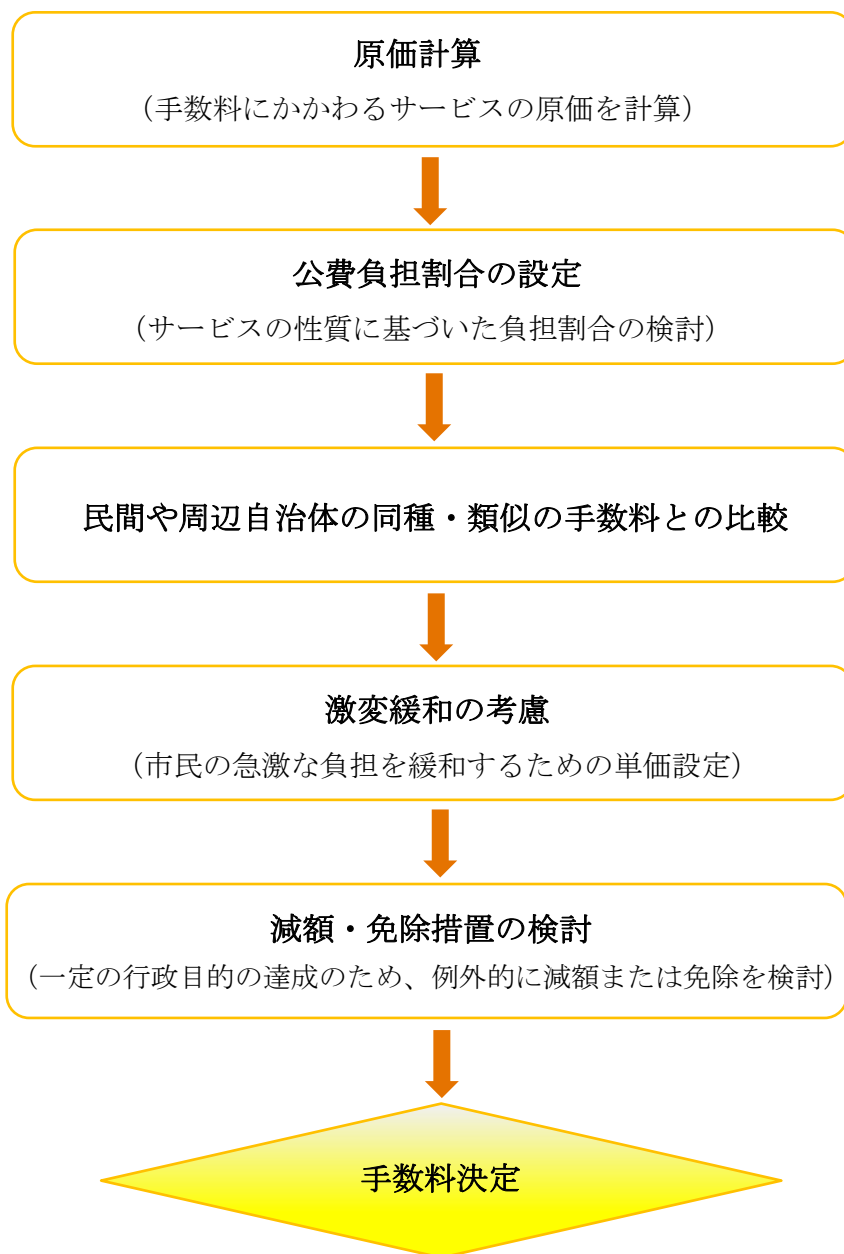 原価計算
（手数料にかかわるサービスの原価を計算）
公費負担割合の設定
（サービスの性質に基づいた負担割合の検討）
民間や周辺自治体の同種・類似の手数料との比較
激変緩和の考慮
（市民の急激な負担を緩和するための単価設定）
減額・免除措置の検討
（一定の行政目的の達成のため、例外的に減額または免除を検討）
手数料決定